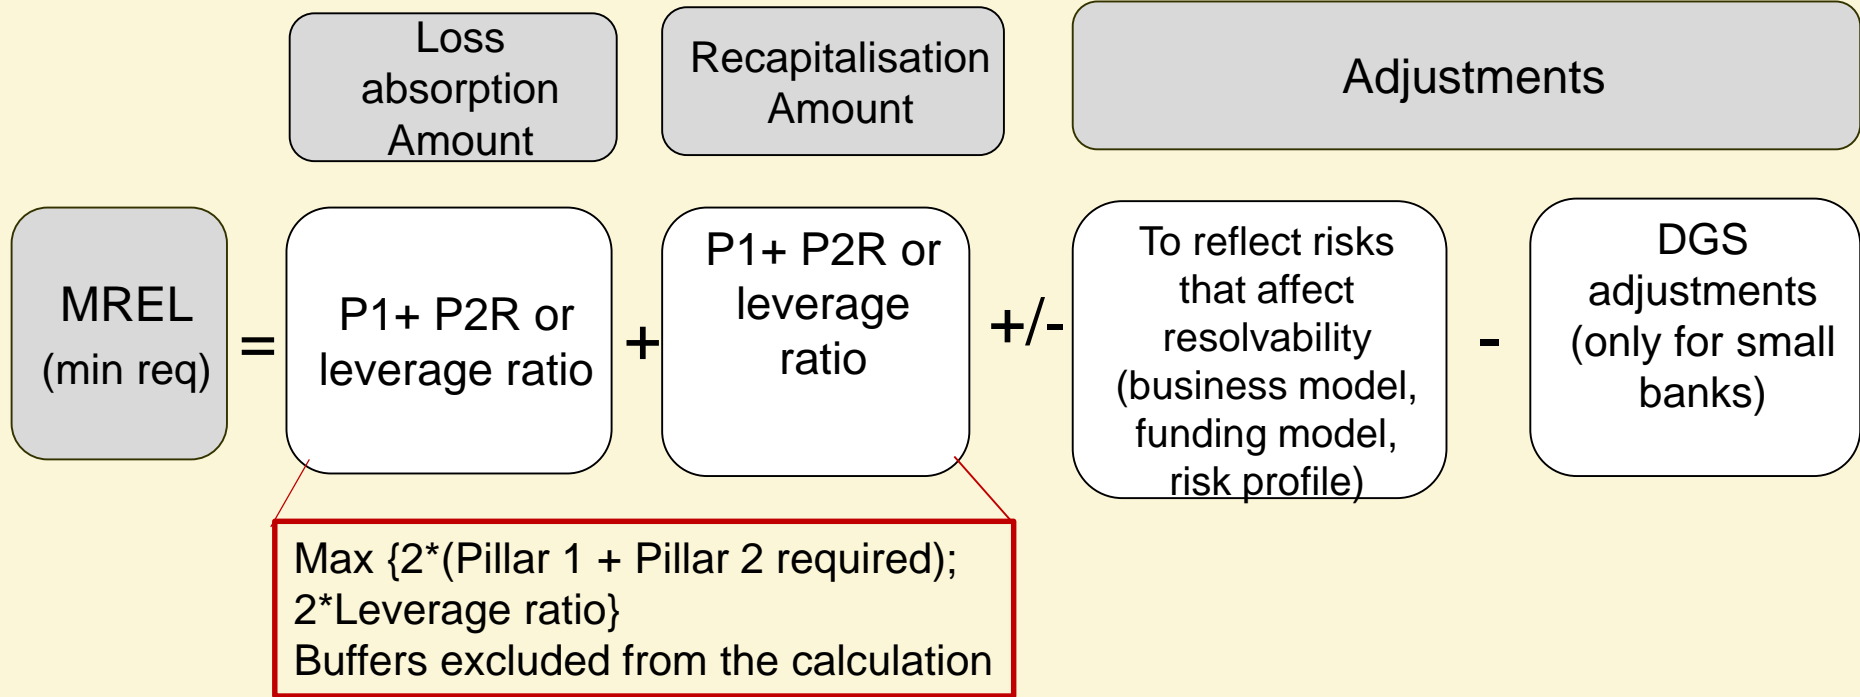 Loss
absorption
Amount
Recapitalisation
Amount
Adjustments
MREL
(min req)
=
P1+ P2R or
leverage ratio
+
P1+ P2R or
leverage
ratio
+/-
To reflect risks
that affect
resolvability
(business model,
funding model,
risk profile)
-
DGS
adjustments
(only for small
banks)
Max {2*(Pillar 1 + Pillar 2 required);
2*Leverage ratio}
Buffers excluded from the calculation